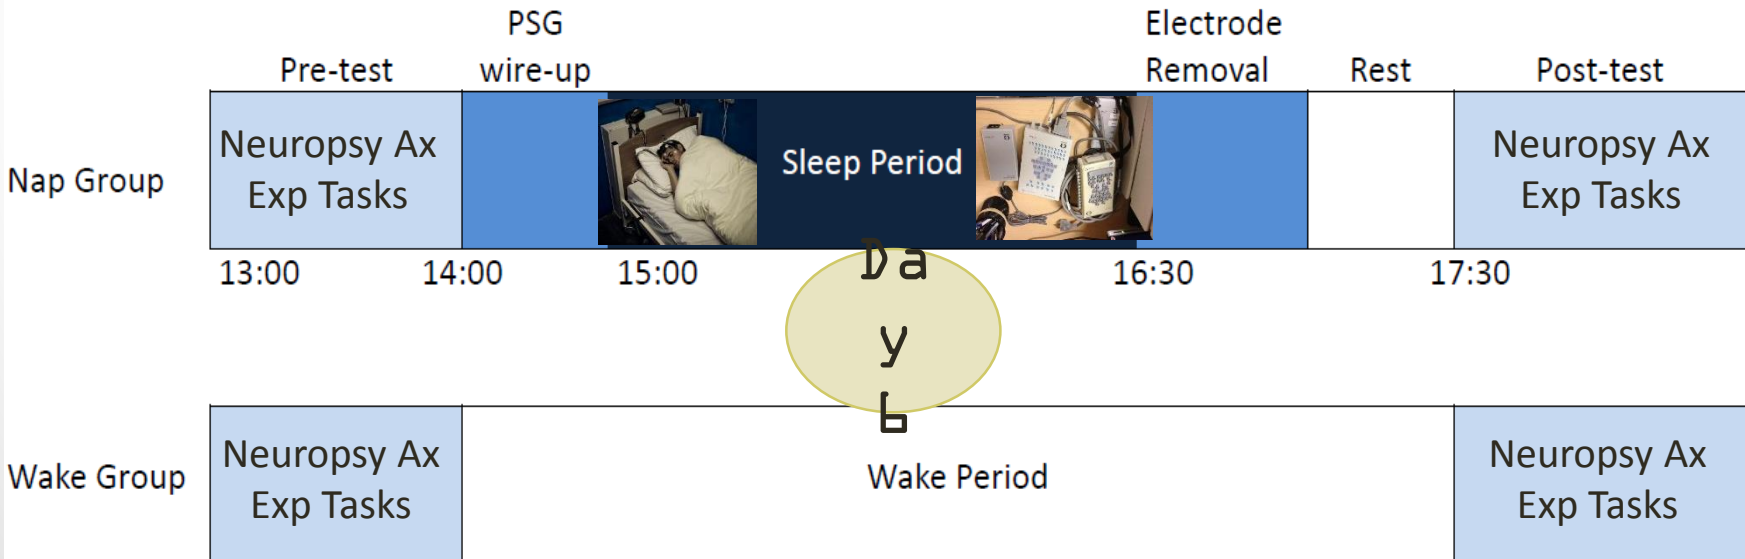 PSG
wire-up
Electrode
Removal
Pre-test
Rest
Post-test
Nap Group
Neuropsy Ax
Exp Tasks
Sleep Period
Neuropsy Ax
Exp Tasks
13:00
14:00
15:00
16:30
17:30
Da
y
6
Wake Group
Neuropsy Ax
Exp Tasks
Wake Period
Neuropsy Ax
Exp Tasks